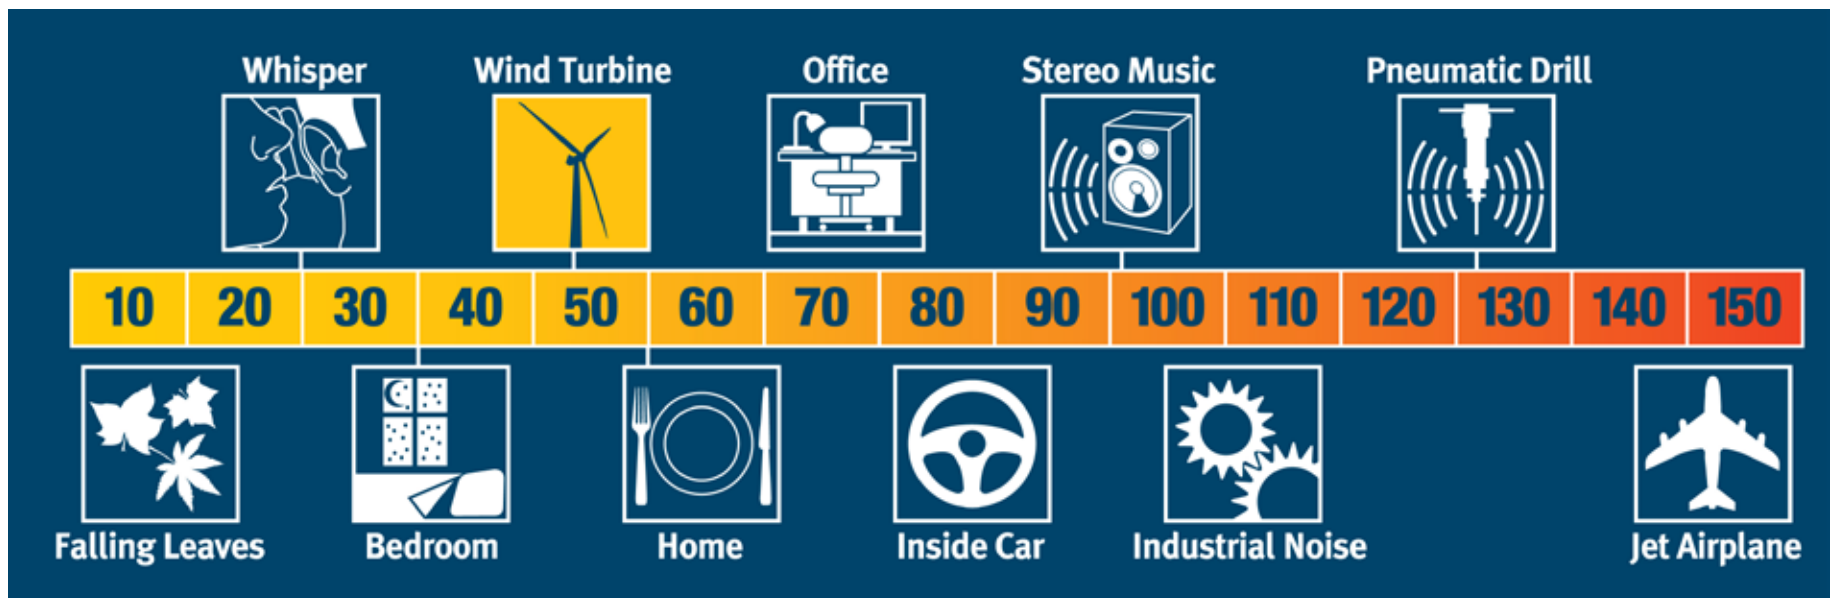 Whisper
Wind Turbine
Office
Stereo Music
Pneumatic Drill
10 20 30 40 50 60 70 80 90 100 110 120 130 140 150
Falling Leaves
Bedroom
Home
Inside Car
Industrial Noise
Jet Airplane